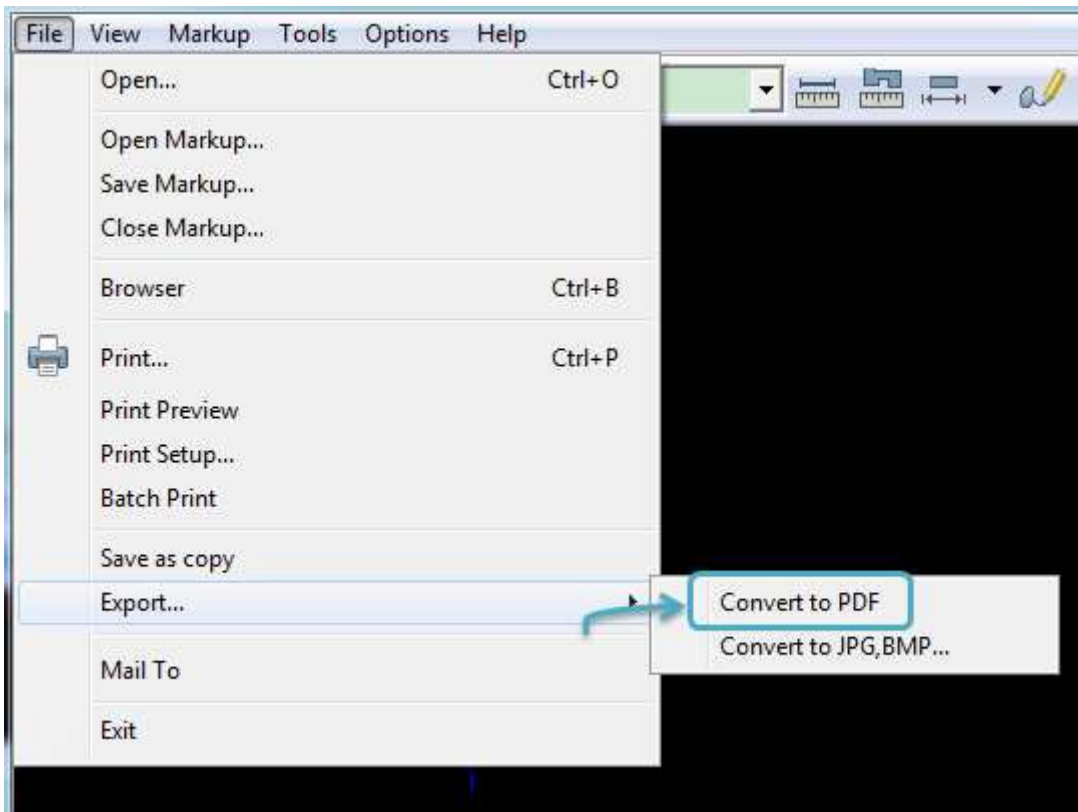 File View Markup Tools Options Help
Open... Ctrl+O
Open Markup...
Save Markup...
Close Markup...
Browser Ctrl+B
Print... Ctrl+P
Print Preview
Print Setup...
Batch Print
Save as copy
Export... Convert to PDF
Convert to JPG,BMP...
Mail To
Exit